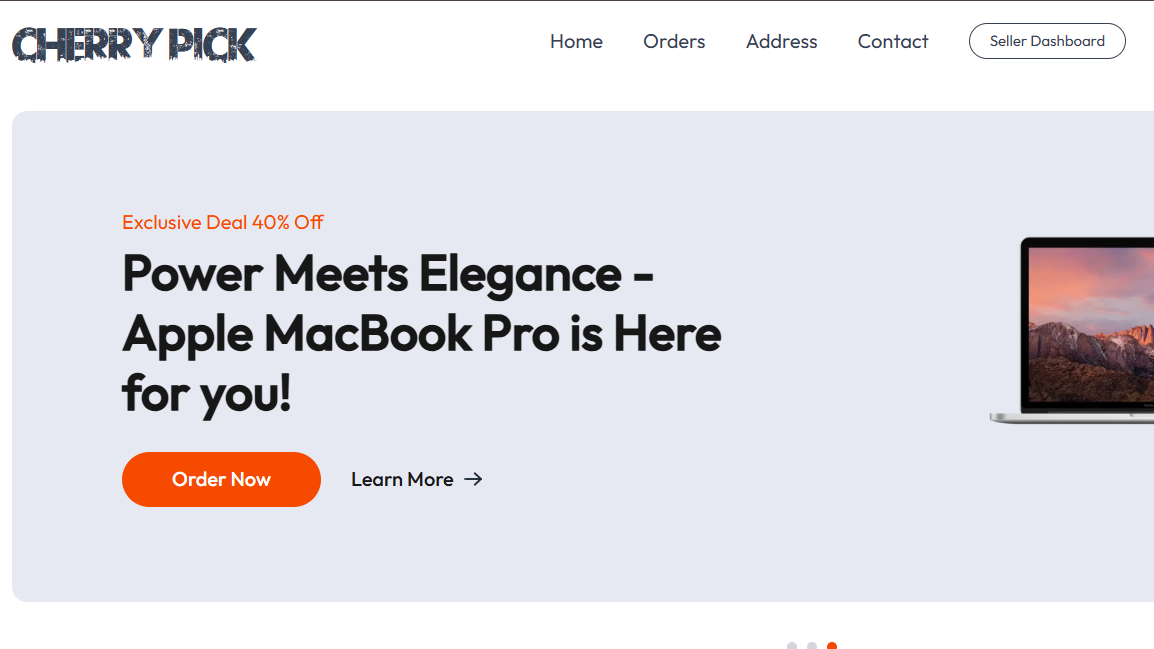 CHERRY PICK
Home Orders Address Contact Seller Dashboard
Exclusive Deal 40% Off
Power Meets Elegance -
Apple MacBook Pro is Here
for you!
Order Now Learn More →